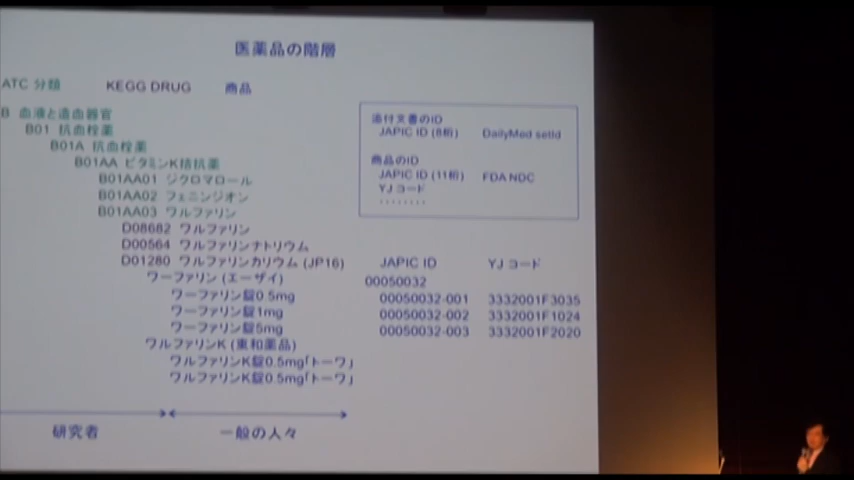 医薬品の階層
ATC 分類 KEGG DRUG 商品
B 血液と造血器官
B01 抗血栓薬
B01A 抗血栓薬
B01AA ビタミンK拮抗薬
B01AA01 ジクマロール
B01AA02 フェニンジオン
B01AA03 ワルファリン
D08682 ワルファリン
D00564 ワルファリンナトリウム
D01280 ワルファリンカリウム (JP16) JAPIC ID YJ コード
ワーファリン (エーザイ) 00050032
ワーファリン錠0.5mg 00050032-001 3332001F3035
ワーファリン錠1mg 00050032-002 3332001F1024
ワーファリン錠5mg 00050032-003 3332001F2020
ワルファリンK (東和薬品)
ワルファリンK錠0.5mg「トーワ」
ワルファリンK錠0.5mg「トーワ」
研究者 一般の人々
添付文書のID
JAPIC ID (8桁) DailyMed setId
商品のID
JAPIC ID (11桁) FDA NDC
YJ コード
........